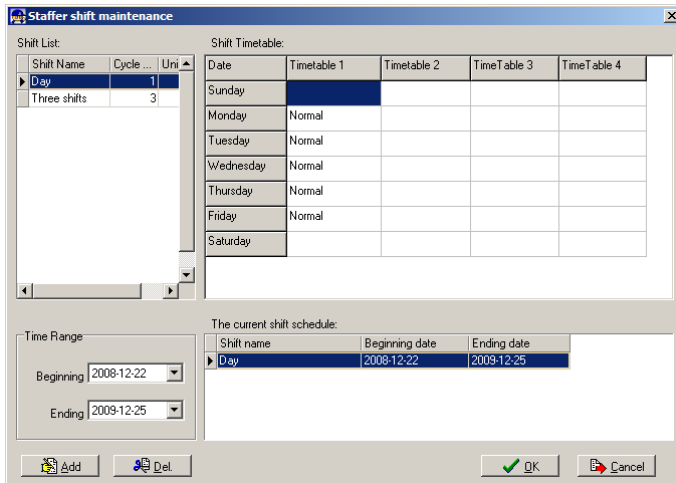 Staffer shift maintenance
Shift List:
Shift Name Cycle ... Uni
Day 1
Three shifts 3
Shift Timetable:
Date Timetable 1 Timetable 2 TimeTable 3 TimeTable 4
Sunday
Monday Normal
Tuesday Normal
Wednesday Normal
Thursday Normal
Friday Normal
Saturday
Time Range
Beginning 2008-12-22
Ending 2009-12-25
The current shift schedule:
Shift name Beginning date Ending date
Day 2008-12-22 2009-12-25
Add Del. OK Cancel